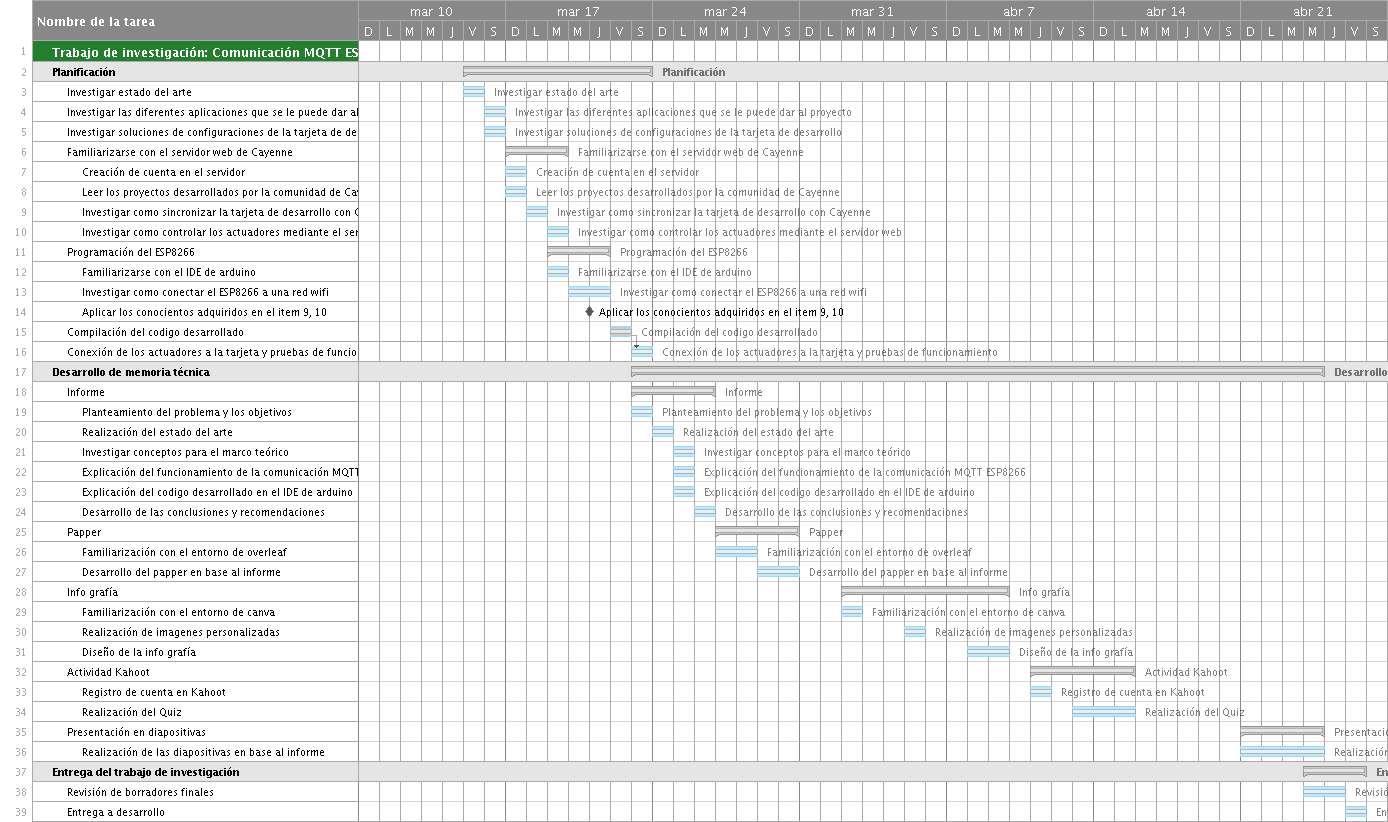 Nombre de la tarea
mar 10 mar 17 mar 24 mar 31 abr 7 abr 14 abr 21
D L M M J V S D L M M J V S D L M M J V S D L M M J V S D L M M J V S D L M M J V S D L M M J V S
1 Trabajo de investigación: Comunicación MQTT ES
2 Planificación Planificación
3 Investigar estado del arte Investigar estado del arte
4 Investigar las diferentes aplicaciones que se le puede dar al Investigar las diferentes aplicaciones que se le puede dar al proyecto
5 Investigar soluciones de configuraciones de la tarjeta de de Investigar soluciones de configuraciones de la tarjeta de desarrollo
6 Familiarizarse con el servidor web de Cayenne Familiarizarse con el servidor web de Cayenne
7 Creación de cuenta en el servidor Creación de cuenta en el servidor
8 Leer los proyectos desarrollados por la comunidad de Cay Leer los proyectos desarrollados por la comunidad de Cayenne
9 Investigar como sincronizar la tarjeta de desarrollo con C Investigar como sincronizar la tarjeta de desarrollo con Cayenne
10 Investigar como controlar los actuadores mediante el ser Investigar como controlar los actuadores mediante el servidor web
11 Programación del ESP8266 Programación del ESP8266
12 Familiarizarse con el IDE de arduino Familiarizarse con el IDE de arduino
13 Investigar como conectar el ESP8266 a una red wifi Investigar como conectar el ESP8266 a una red wifi
14 Aplicar los conocientos adquiridos en el item 9, 10 Aplicar los conocientos adquiridos en el item 9, 10
15 Compilación del codigo desarrollado Compilación del codigo desarrollado
16 Conexión de los actuadores a la tarjeta y pruebas de funcio Conexión de los actuadores a la tarjeta y pruebas de funcionamiento
17 Desarrollo de memoria técnica Desarrollo
18 Informe Informe
19 Planteamiento del problema y los objetivos Planteamiento del problema y los objetivos
20 Realización del estado del arte Realización del estado del arte
21 Investigar conceptos para el marco teórico Investigar conceptos para el marco teórico
22 Explicación del funcionamiento de la comunicación MQTT Explicación del funcionamiento de la comunicación MQTT ESP8266
23 Explicación del codigo desarrollado en el IDE de arduino Explicación del codigo desarrollado en el IDE de arduino
24 Desarrollo de las conclusiones y recomendaciones Desarrollo de las conclusiones y recomendaciones
25 Papper Papper
26 Familiarización con el entorno de overleaf Familiarización con el entorno de overleaf
27 Desarrollo del papper en base al informe Desarrollo del papper en base al informe
28 Info grafía Info grafía
29 Familiarización con el entorno de canva Familiarización con el entorno de canva
30 Realización de imagenes personalizadas Realización de imagenes personalizadas
31 Diseño de la info grafía Diseño de la info grafía
32 Actividad Kahoot Actividad Kahoot
33 Registro de cuenta en Kahoot Registro de cuenta en Kahoot
34 Realización del Quiz Realización del Quiz
35 Presentación en diapositivas Presentació
36 Realización de las diapositivas en base al informe Realización
37 Entrega del trabajo de investigación En
38 Revisión de borradores finales Revisió
39 Entrega a desarrollo En